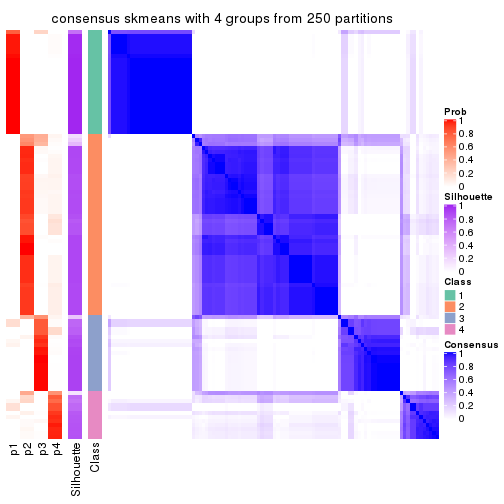 consensus skmeans with 4 groups from 250 partitions
Prob
1
0.8
0.6
0.4
0.2
0
Silhouette
1
0.8
0.6
0.4
0.2
0
Class
1
2
3
4
Consensus
1
0.8
0.6
0.4
0.2
0
p1
p2
p3
p4
Silhouette
Class